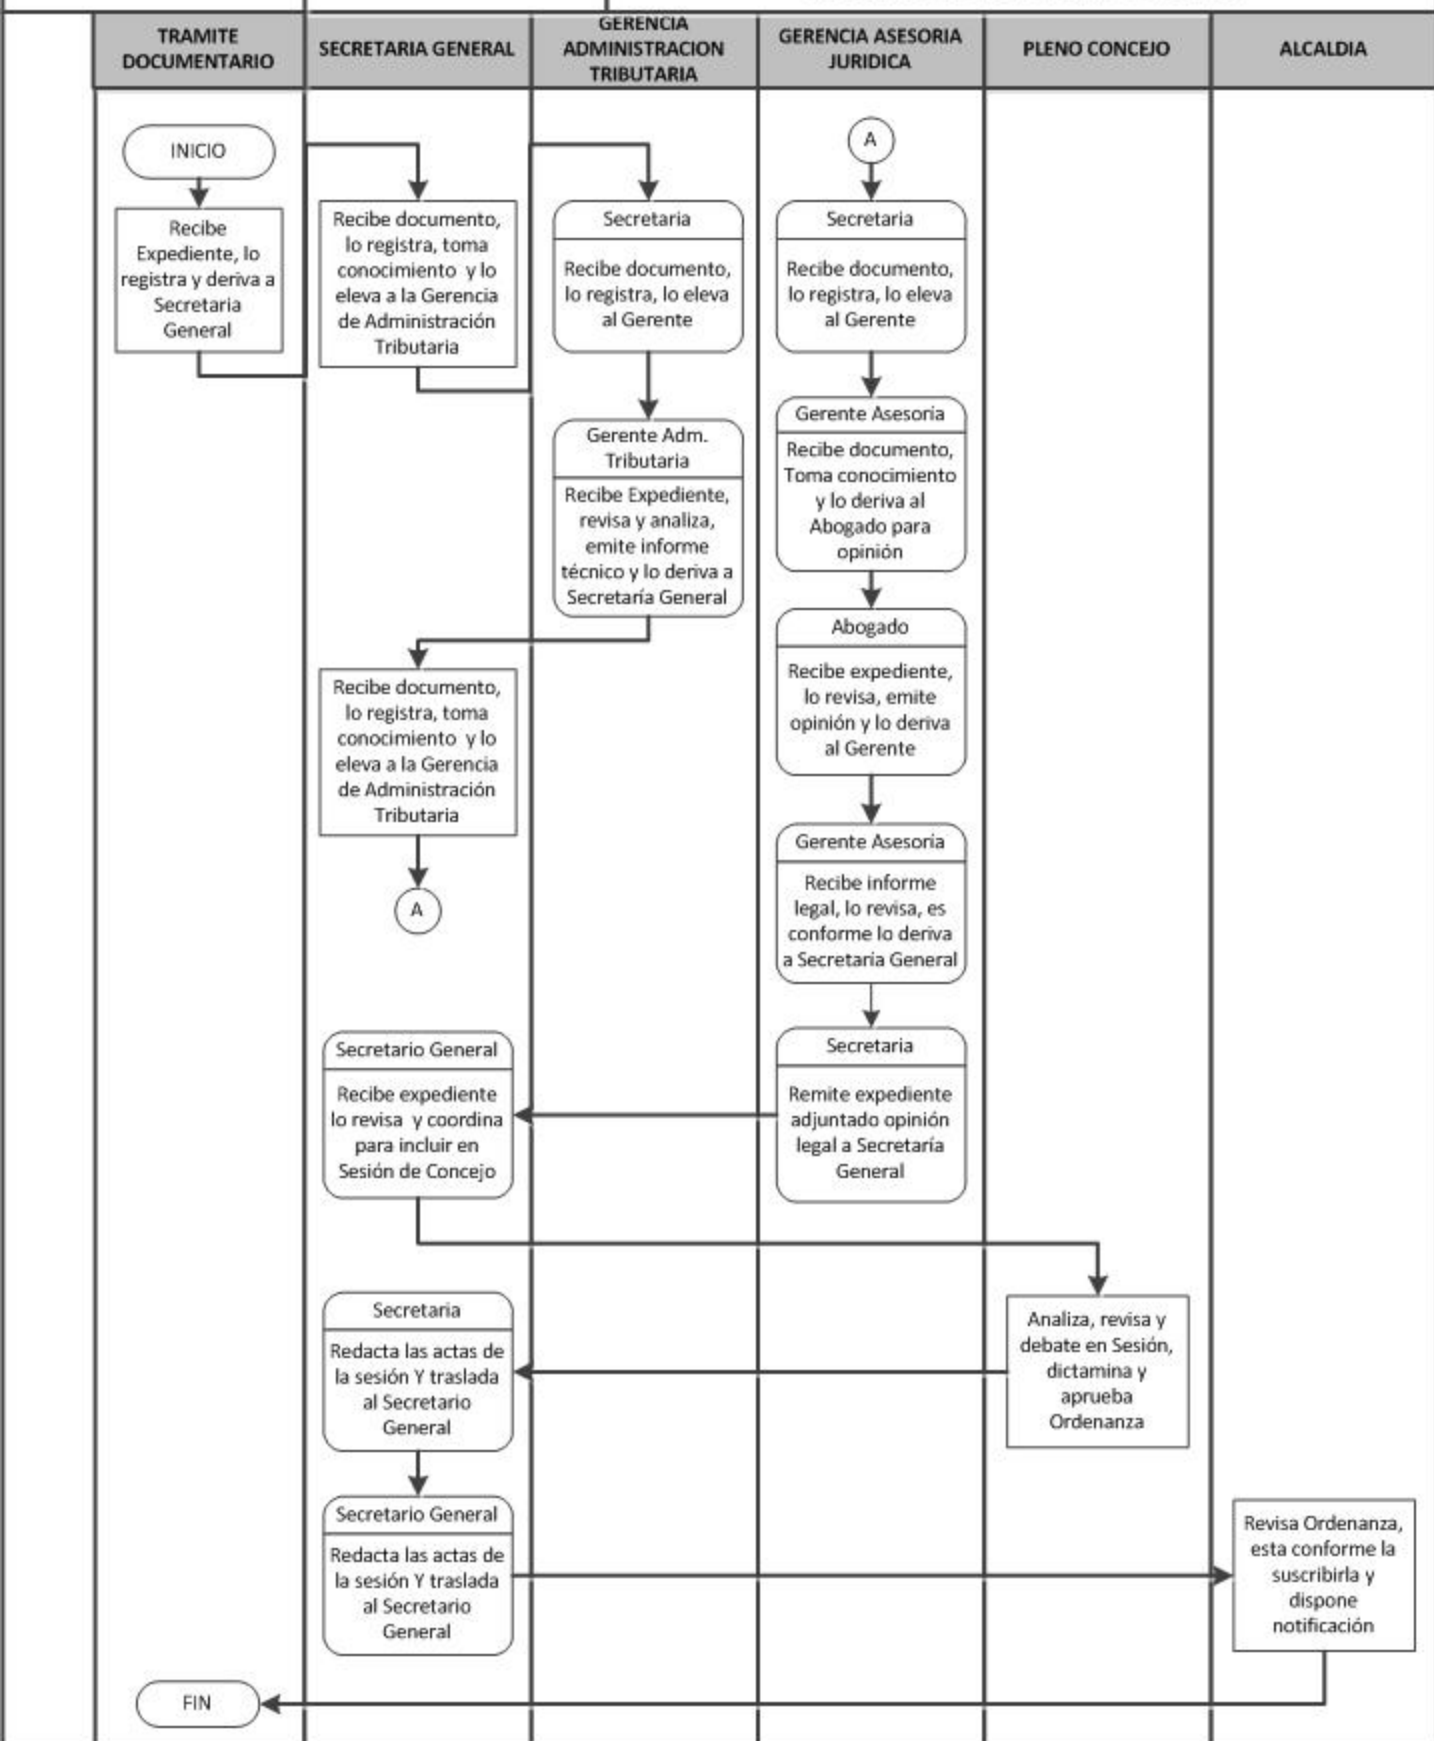 TRAMITE
DOCUMENTARIO
SECRETARIA GENERAL
GERENCIA
ADMINISTRACION
TRIBUTARIA
GERENCIA ASESORIA
JURIDICA
PLENO CONCEJO
ALCALDIA
INICIO
Recibe
Expediente, lo
registra y deriva a
Secretaria
General
Recibe documento,
lo registra, toma
conocimiento y lo
eleva a la Gerencia
de Administración
Tributaria
Secretaria
Recibe documento,
lo registra, lo eleva
al Gerente
Gerente Adm.
Tributaria
Recibe Expediente,
revisa y analiza,
emite informe
técnico y lo deriva a
Secretaría General
Recibe documento,
lo registra, toma
conocimiento y lo
eleva a la Gerencia
de Administración
Tributaria
A
A
Secretaria
Recibe documento,
lo registra, lo eleva
al Gerente
Gerente Asesoria
Recibe documento,
Toma conocimiento
y lo deriva al
Abogado para
opinión
Abogado
Recibe expediente,
lo revisa, emite
opinión y lo deriva
al Gerente
Gerente Asesoria
Recibe informe
legal, lo revisa, es
conforme lo deriva
a Secretaria General
Secretaria
Remite expediente
adjuntado opinión
legal a Secretaría
General
Secretario General
Recibe expediente
lo revisa y coordina
para incluir en
Sesión de Concejo
Analiza, revisa y
debate en Sesión,
dictamina y
aprueba
Ordenanza
Secretaria
Redacta las actas de
la sesión Y traslada
al Secretario
General
Secretario General
Redacta las actas de
la sesión Y traslada
al Secretario
General
Revisa Ordenanza,
esta conforme la
suscribirla y
dispone
notificación
FIN